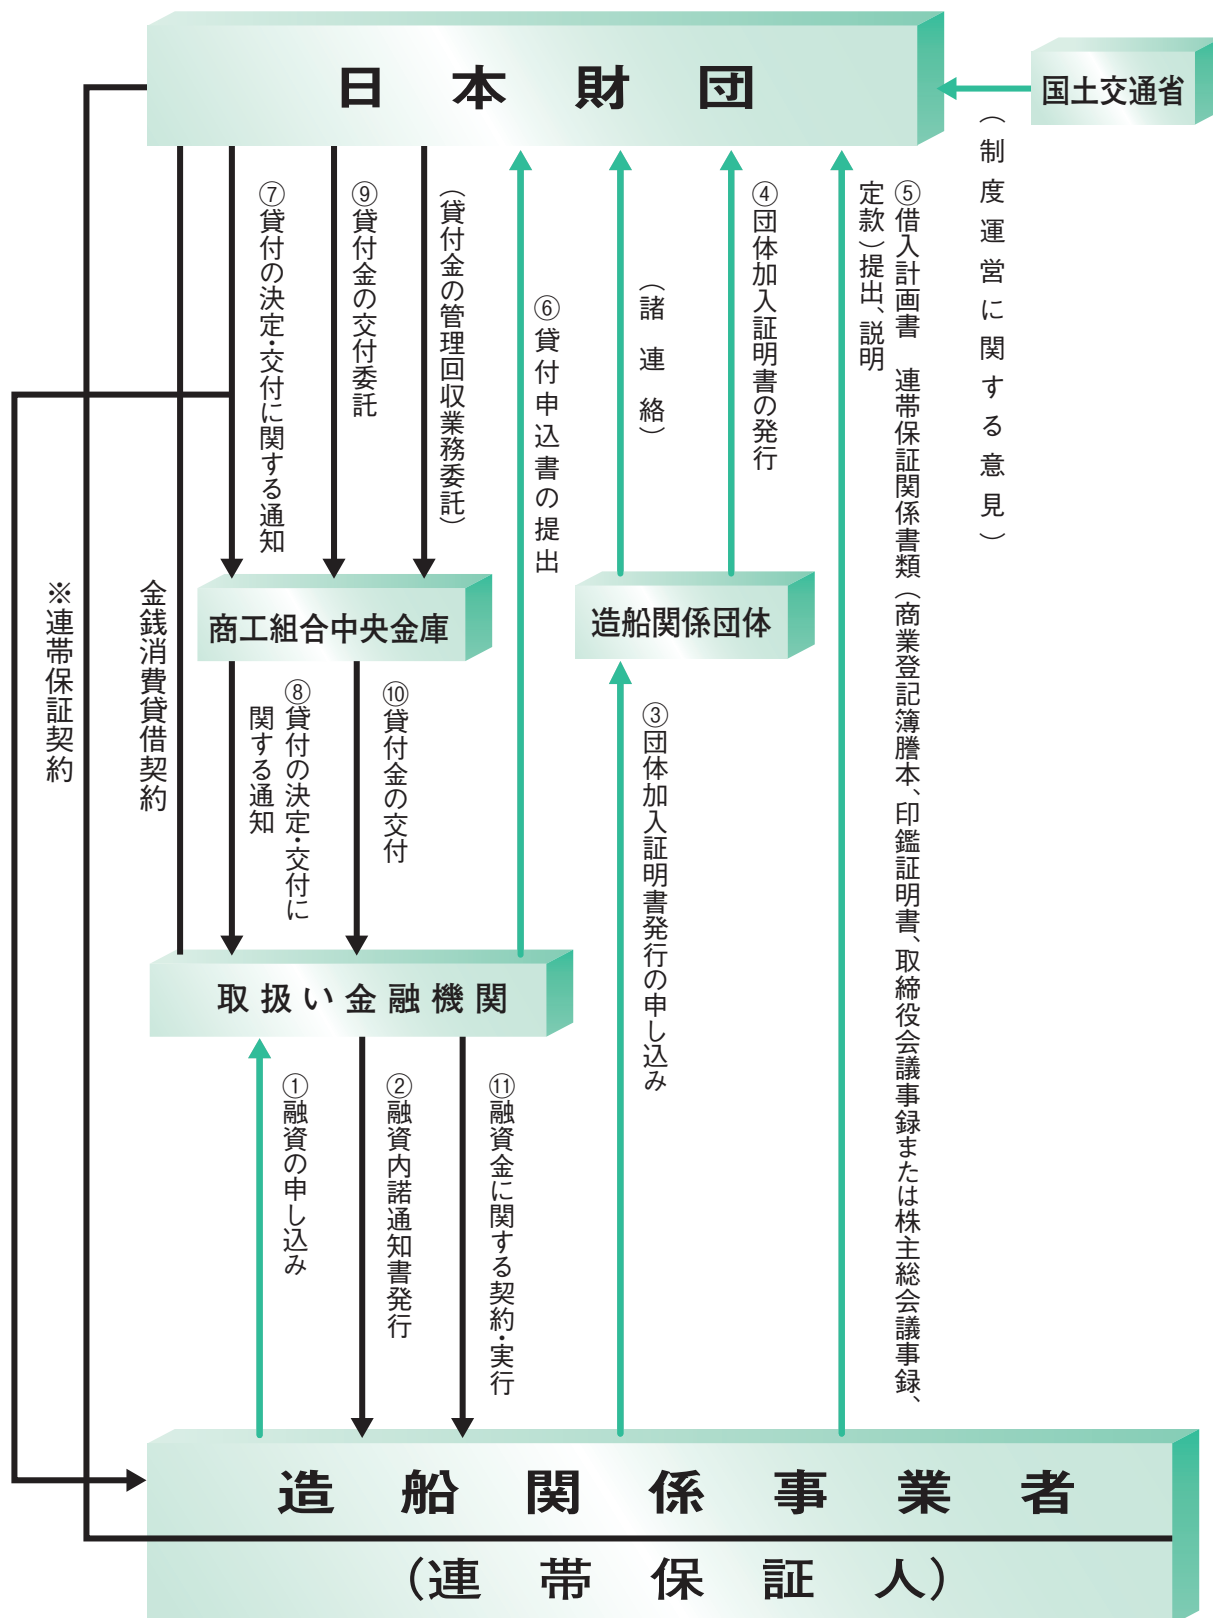 日本財団
国土交通省
（制度運営に関する意見）
⑤借入計画書　連帯保証関係書類（商業登記簿謄本、印鑑証明書、取締役会議事録または株主総会議事録、
定款）提出、説明
④団体加入証明書の発行
（諸連絡）
⑥貸付申込書の提出
（貸付金の管理回収業務委託）
⑨貸付金の交付委託
⑦貸付の決定・交付に関する通知
金銭消費貸借契約
※連帯保証契約
商工組合中央金庫
造船関係団体
③団体加入証明書発行の申し込み
⑩貸付金の交付
⑧貸付の決定・交付に
関する通知
取扱い金融機関
⑪融資金に関する契約・実行
②融資内諾通知書発行
①融資の申し込み
造船関係事業者
（連帯保証人）